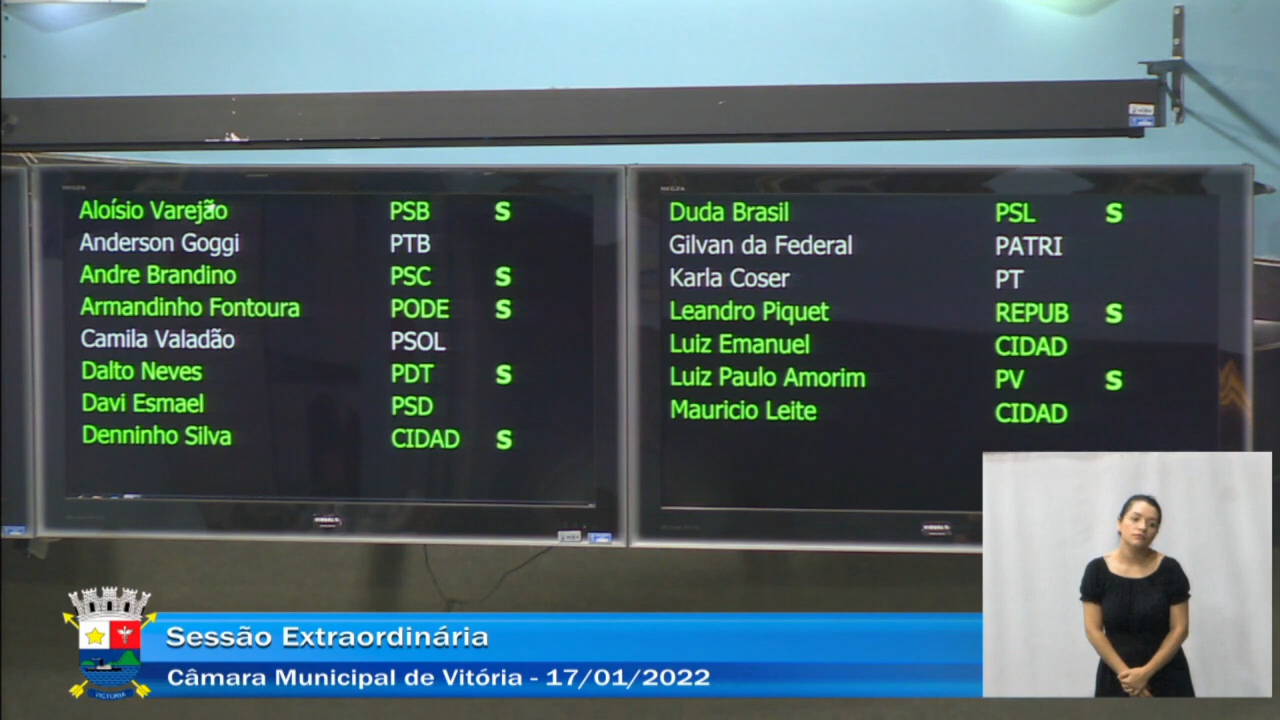 Aloísio Varejão PSB S
Anderson Goggi PTB
Andre Brandino PSC S
Armandinho Fontoura PODE S
Camila Valadão PSOL
Dalto Neves PDT S
Davi Esmael PSD
Denninho Silva CIDAD S
Duda Brasil PSL S
Gilvan da Federal PATRI
Karla Coser PT
Leandro Piquet REPUB S
Luiz Emanuel CIDAD
Luiz Paulo Amorim PV S
Mauricio Leite CIDAD
Sessão Extraordinária
Câmara Municipal de Vitória - 17/01/2022